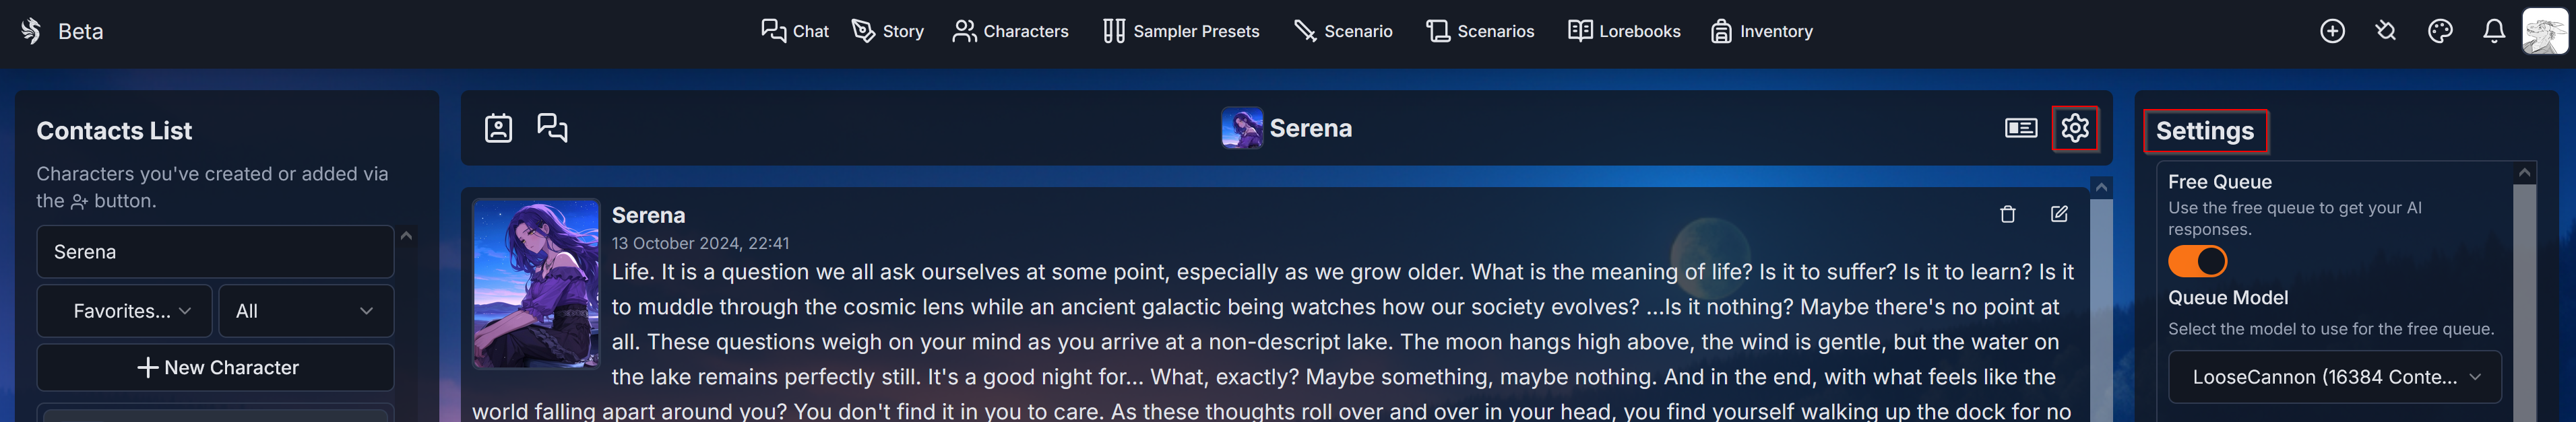 Beta
Chat
Story
Characters
Sampler Presets
Scenario
Scenarios
Lorebooks
Inventory
Contacts List
Characters you've created or added via
the button.
Serena
Favorites...
All
New Character
Serena
Serena
13 October 2024, 22:41
Life. It is a question we all ask ourselves at some point, especially as we grow older. What is the meaning of life? Is it to suffer? Is it to learn? Is it
to muddle through the cosmic lens while an ancient galactic being watches how our society evolves? ...Is it nothing? Maybe there's no point at
all. These questions weigh on your mind as you arrive at a non-descript lake. The moon hangs high above, the wind is gentle, but the water on
the lake remains perfectly still. It's a good night for... What, exactly? Maybe something, maybe nothing. And in the end, with what feels like the
world falling apart around you? You don't find it in you to care. As these thoughts roll over and over in your head, you find yourself walking up the dock for no
Settings
Free Queue
Use the free queue to get your AI
responses.
Queue Model
Select the model to use for the free queue.
LooseCannon (16384 Conte...